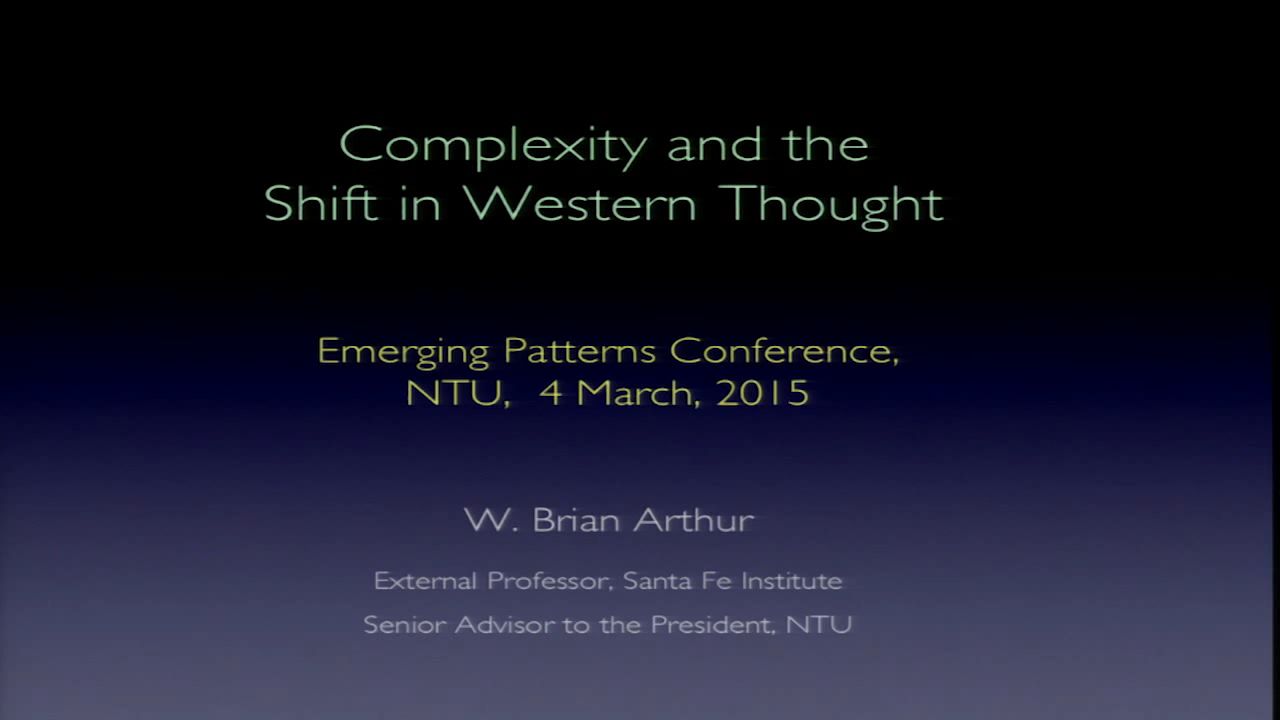 Complexity and the
Shift in Western Thought
Emerging Patterns Conference,
NTU, 4 March, 2015
W. Brian Arthur
External Professor, Santa Fe Institute
Senior Advisor to the President, NTU